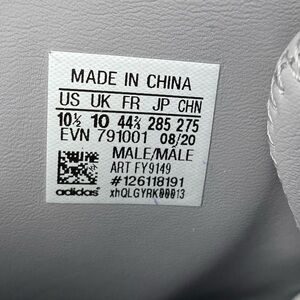 MADE IN CHINA
US UK FR JP CHN
10½ 10 44⅔ 285 275
EVN 791001 08/20
MALE/MALE
ART FY9149
#126118191
adidas xhQLGYRK00013